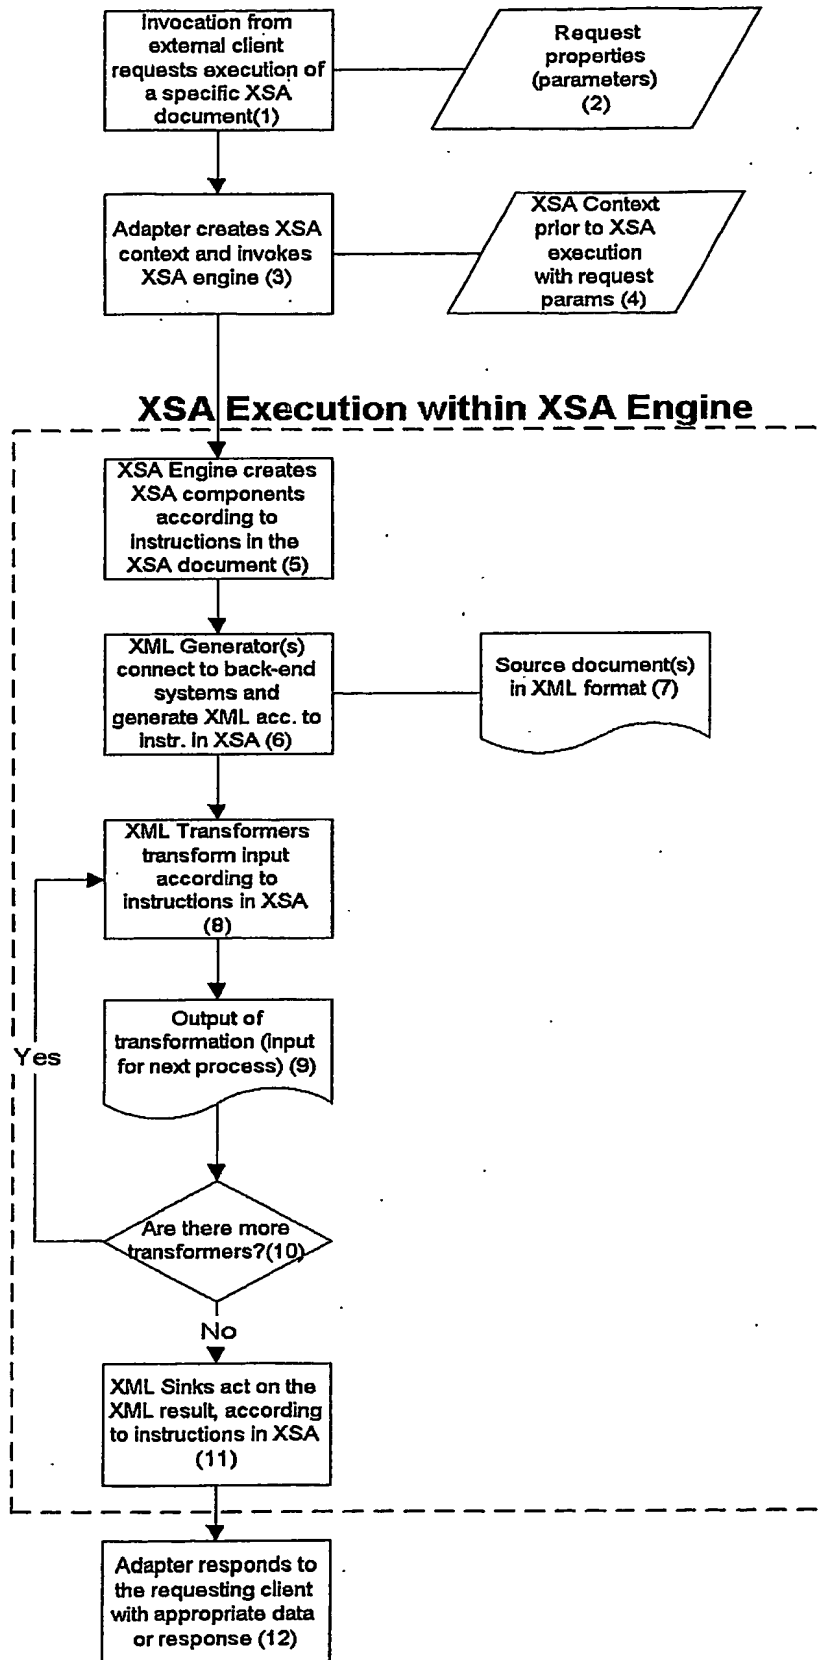 Invocation from
external client
requests execution of
a specific XSA
document(1)
Request
properties
(parameters)
(2)
Adapter creates XSA
context and invokes
XSA engine (3)
XSA Context
prior to XSA
execution
with request
params (4)
XSA Execution within XSA Engine
XSA Engine creates
XSA components
according to
instructions in the
XSA document (5)
XML Generator(s)
connect to back-end
systems and
generate XML acc. to
instr. in XSA (6)
Source document(s)
in XML format (7)
XML Transformers
transform input
according to
instructions in XSA
(8)
Output of
transformation (input
for next process) (9)
Yes
Are there more
transformers?(10)
No
XML Sinks act on the
XML result, according
to instructions in XSA
(11)
Adapter responds to
the requesting client
with appropriate data
or response (12)